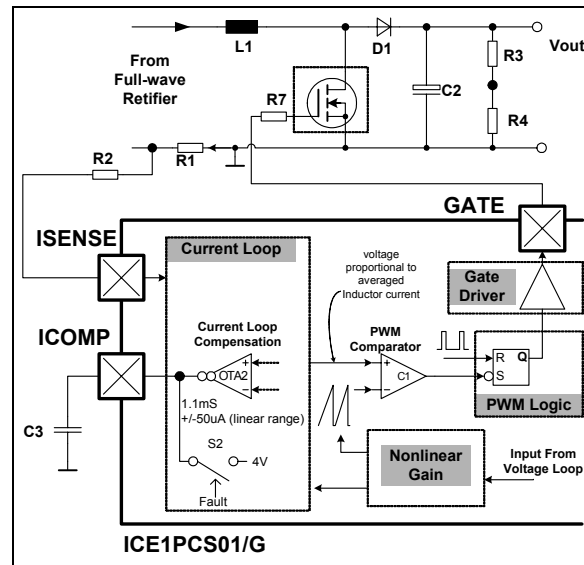 From
Full-wave
Retifier
L1
D1
Vout
R3
C2
R4
R7
R2
R1
GATE
ISENSE
Current Loop
voltage
proportional to
averaged
Inductor current
Gate
Driver
ICOMP
Current Loop
Compensation
PWM
Comparator
+
OTA2
−
+
C1
−
R
Q
S
PWM Logic
1.1mS
+/-50uA (linear range)
C3
S2
4V
Fault
Nonlinear
Gain
Input From
Voltage Loop
ICE1PCS01/G